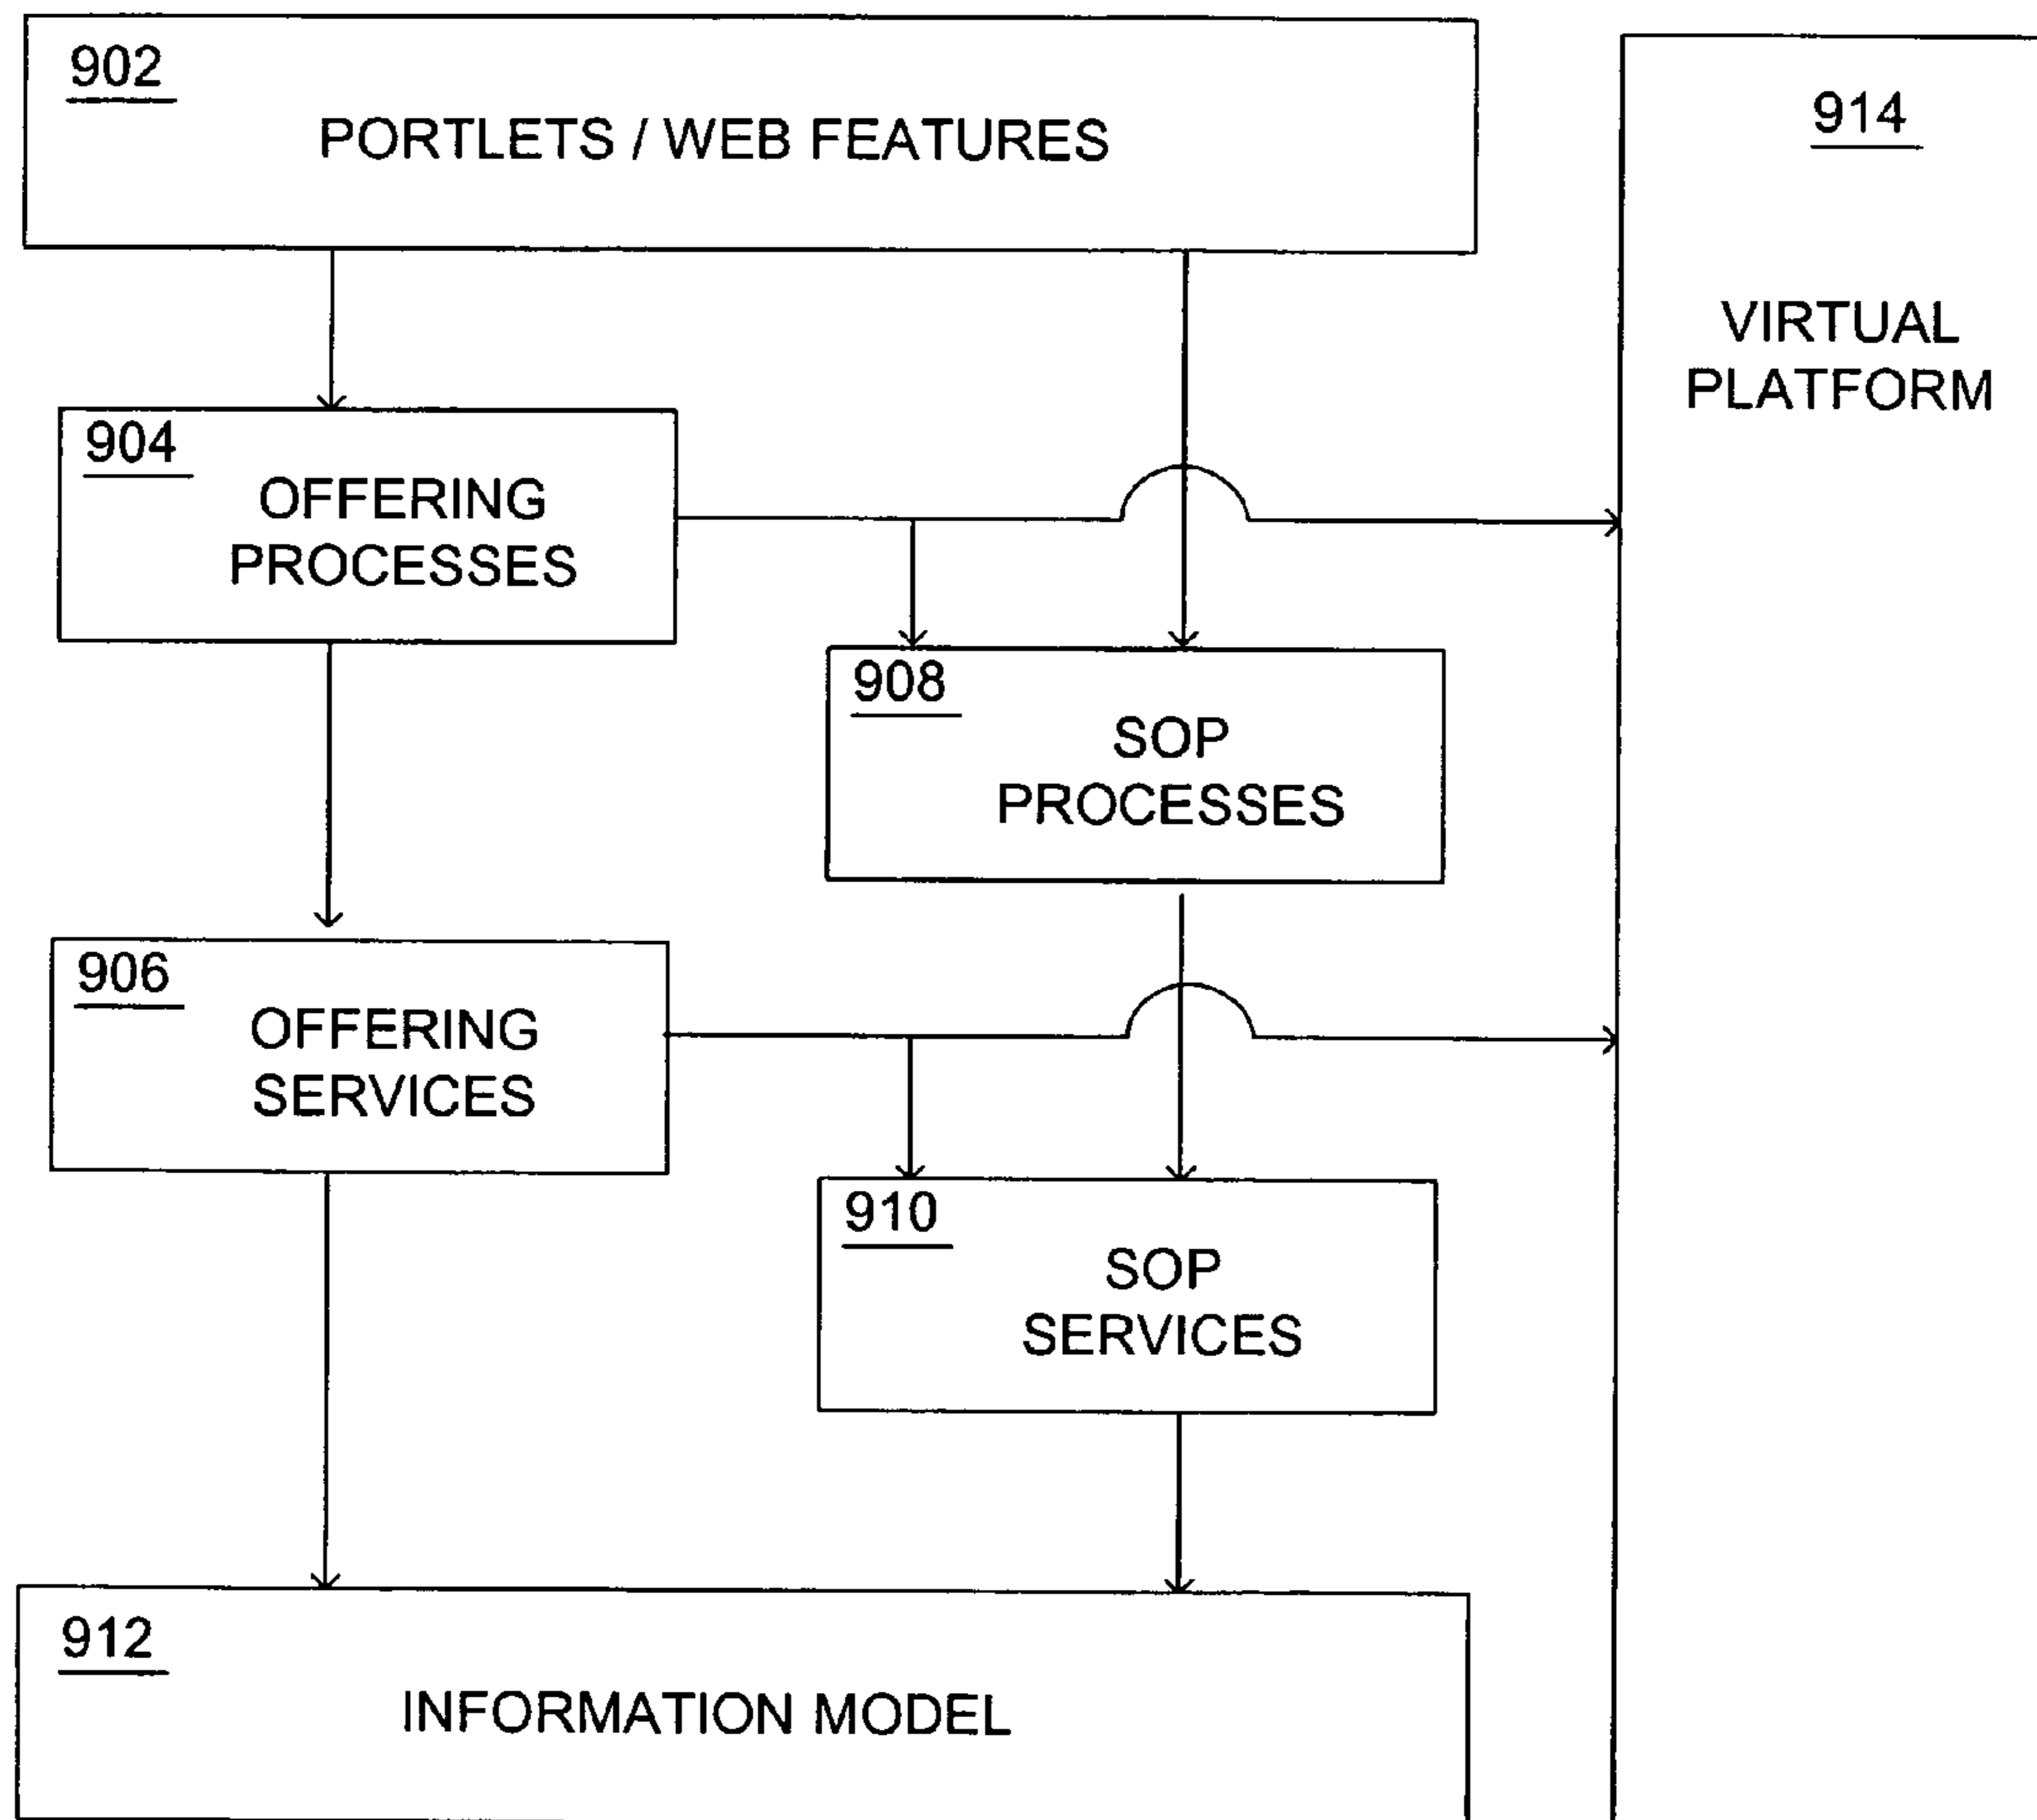 902
PORTLETS / WEB FEATURES
914
VIRTUAL
PLATFORM
904
OFFERING
PROCESSES
908
SOP
PROCESSES
906
OFFERING
SERVICES
910
SOP
SERVICES
912
INFORMATION MODEL